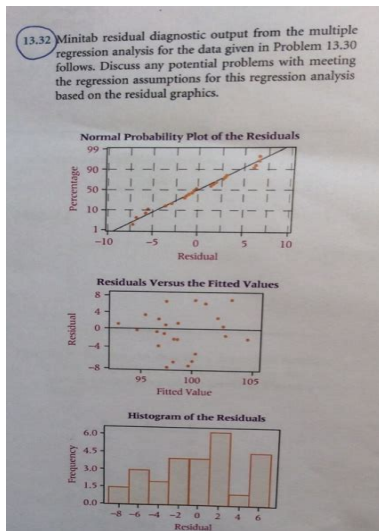 13.32 Minitab residual diagnostic output from the multiple
regression analysis for the data given in Problem 13.30
follows. Discuss any potential problems with meeting
the regression assumptions for this regression analysis
based on the residual graphics.
Normal Probability Plot of the Residuals
99
90
50
10
1
Percentage
-10 -5 0 5 10
Residual
Residuals Versus the Fitted Values
8
4
0
-4
-8
Residual
95 100 105
Fitted Value
Histogram of the Residuals
6.0
4.5
3.0
1.5
0.0
Frequency
-8 -6 -4 -2 0 2 4 6
Residual